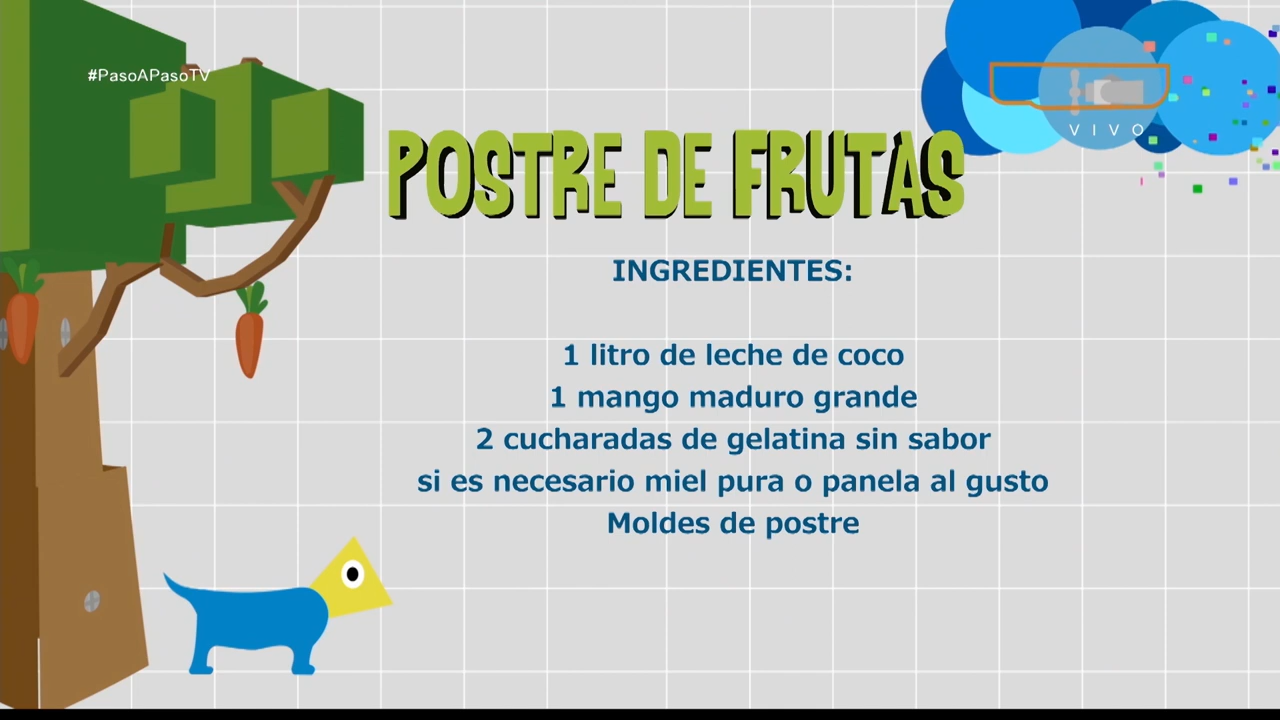 #PasoAPasoTV
VIVO
POSTRE DE FRUTAS
INGREDIENTES:
1 litro de leche de coco
1 mango maduro grande
2 cucharadas de gelatina sin sabor
si es necesario miel pura o panela al gusto
Moldes de postre